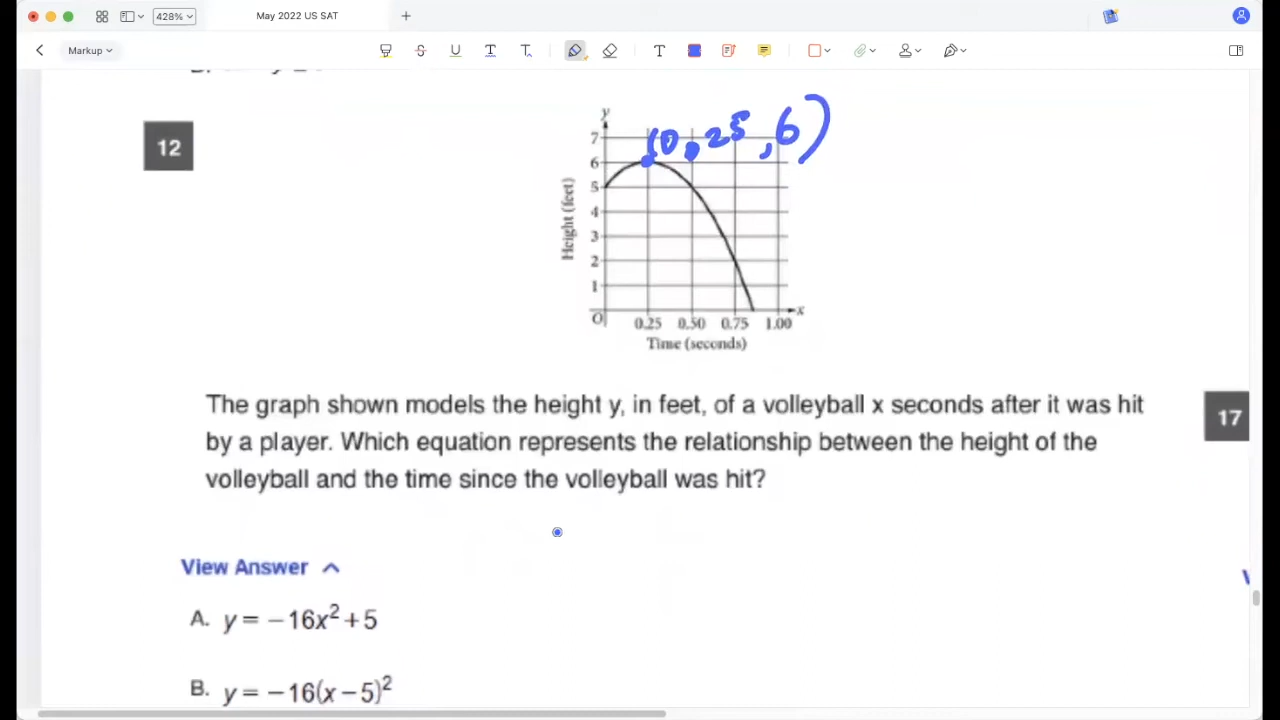 428%
May 2022 US SAT
Markup
12
y
(0.25,6)
7
6
5
4
3
2
1
O
0.25 0.50 0.75 1.00
x
Height (feet)
Time (seconds)
The graph shown models the height y, in feet, of a volleyball x seconds after it was hit
by a player. Which equation represents the relationship between the height of the
volleyball and the time since the volleyball was hit?
17
View Answer
A. y = −16x² + 5
B. y = −16(x − 5)²